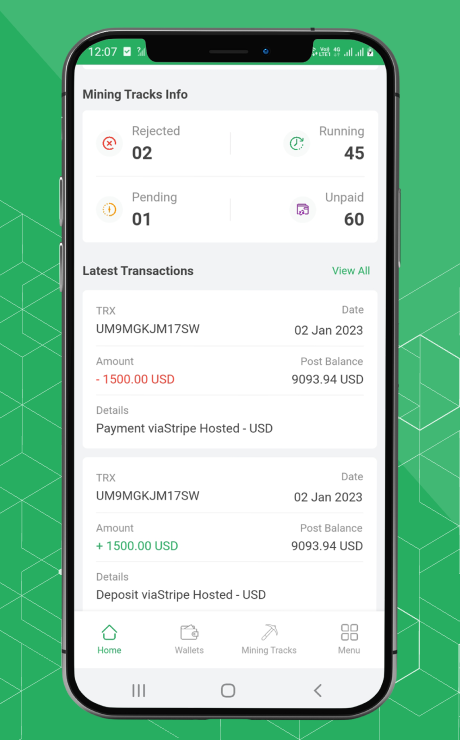 12:07
Mining Tracks Info
Rejected
02
Running
45
Pending
01
Unpaid
60
Latest Transactions
View All
TRX
Date
UM9MGKJM17SW
02 Jan 2023
Amount
Post Balance
- 1500.00 USD
9093.94 USD
Details
Payment viaStripe Hosted - USD
TRX
Date
UM9MGKJM17SW
02 Jan 2023
Amount
Post Balance
+ 1500.00 USD
9093.94 USD
Details
Deposit viaStripe Hosted - USD
Home
Wallets
Mining Tracks
Menu